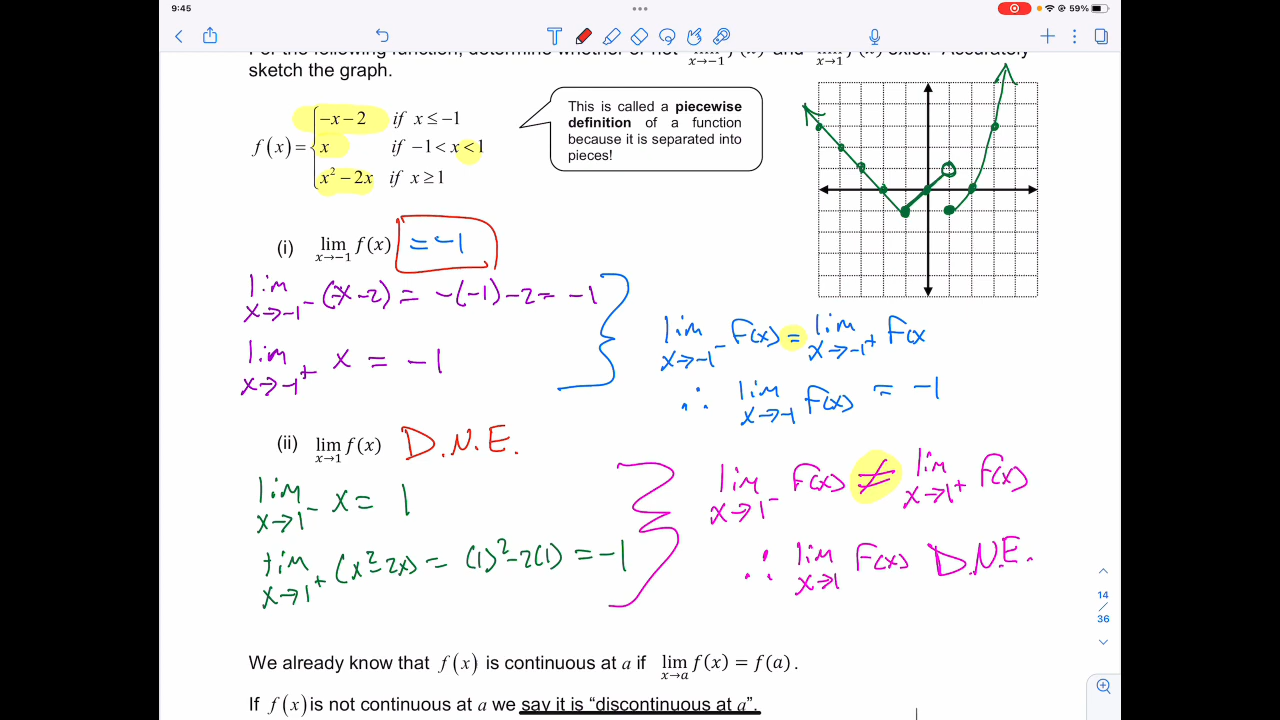 9:45
59%
For the following function, determine whether or not lim x→−1 f(x) and lim x→1 f(x) exist. Accurately
sketch the graph.
f(x) = { −x − 2 if x ≤ −1
x if −1 < x < 1
x² − 2x if x ≥ 1
This is called a piecewise
definition of a function
because it is separated into
pieces!
(i) lim x→−1 f(x) = −1
lim x→−1⁻ (−x−2) = −(−1)−2 = −1
lim x→−1⁺ x = −1
lim x→−1⁻ F(x) = lim x→−1⁺ F(x
∴ lim x→−1 F(x) = −1
(ii) lim x→1 f(x) D.N.E.
lim x→1⁻ x = 1
lim x→1⁺ (x²−2x) = (1)²−2(1) = −1
lim x→1⁻ F(x) ≠ lim x→1⁺ F(x)
∴ lim x→1 F(x) D.N.E.
14
/
36
We already know that f(x) is continuous at a if lim x→a f(x) = f(a).
If f(x) is not continuous at a we say it is “discontinuous at a”.